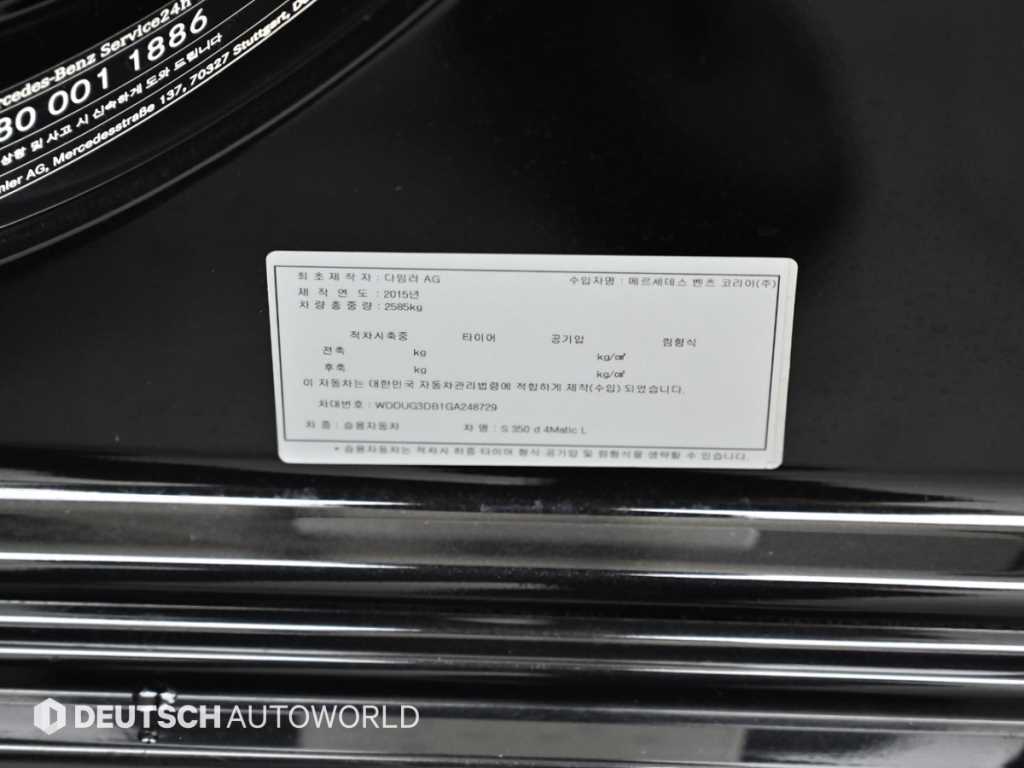 Mercedes-Benz Service24h
80 001 1886
상황 및 사고 시 신속하게 도와 드립니다
AG, Mercedesstraße 137, 70327 Stuttgart,
최초제작자 : 다임러 AG 수입자명 : 메르세데스 벤츠 코리아(주)
제 작 연 도 : 2015년
차 량 총 중 량 : 2585kg
적차시축중 타이어 공기압 림형식
전축 kg kg/㎠
후축 kg kg/㎠
이 자동차는 대한민국 자동차관리법령에 적합하게 제작(수입) 되었습니다.
차대번호 : WDDUG3DB1GA248729
차 종 : 승용자동차 차 명 : S 350 d 4Matic L
* 승용자동차는 적차시 하중 타이어 형식 공기압 및 림형식을 생략할 수 있습니다.
DEUTSCH AUTOWORLD